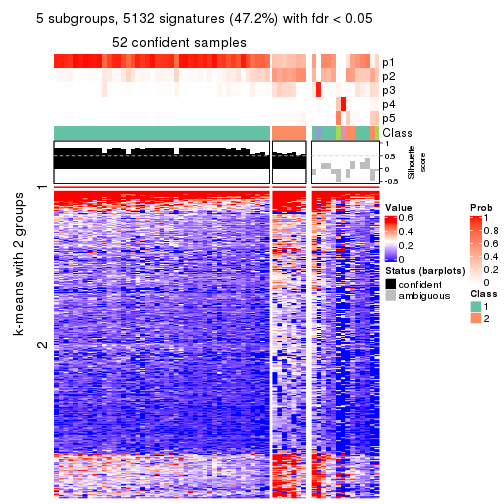 5 subgroups, 5132 signatures (47.2%) with fdr < 0.05
52 confident samples
p1
p2
p3
p4
p5
Class
1
0.5
0
-0.5
Silhouette
score
k-means with 2 groups
1
2
Value
0.6
0.4
0.2
0
Status (barplots)
confident
ambiguous
Prob
1
0.8
0.6
0.4
0.2
0
Class
1
2